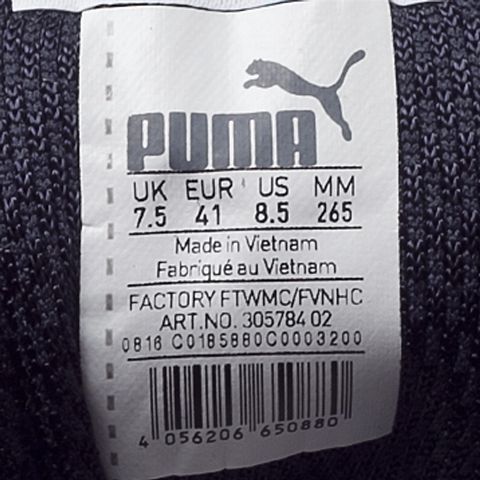 PUMA
UK EUR US MM
7.5 41 8.5 265
Made in Vietnam
Fabriqué au Vietnam
FACTORY FTWMC/FVNHC
ART.NO. 305784 02
0816 C0185880C0003200
4 056206 650880